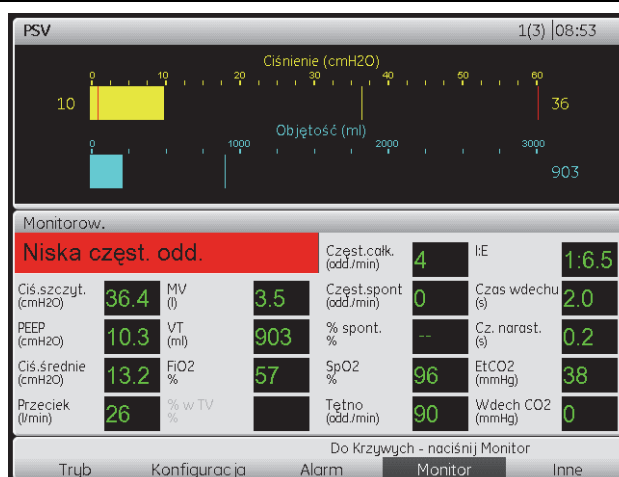 PSV 1(3) |08:53
Ciśnienie (cmH2O)
0 10 20 30 40 50 60
10 36
Objętość (ml)
0 1000 2000 3000
903
Monitorow.
Niska częst. odd.
Częst.całk. (odd./min) 4 I:E 1:6.5
Ciś.szczyt. (cmH2O) 36.4 MV (l) 3.5 Częst.spont (odd./min) 0 Czas wdechu (s) 2.0
PEEP (cmH2O) 10.3 VT (ml) 903 % spont. % -- Cz. narast. (s) 0.2
Ciś.średnie (cmH2O) 13.2 FiO2 % 57 SpO2 % 96 EtCO2 (mmHg) 38
Przeciek (l/min) 26 % w TV % Tętno (odd./min) 90 Wdech CO2 (mmHg) 0
Do Krzywych - naciśnij Monitor
Tryb Konfiguracja Alarm Monitor Inne